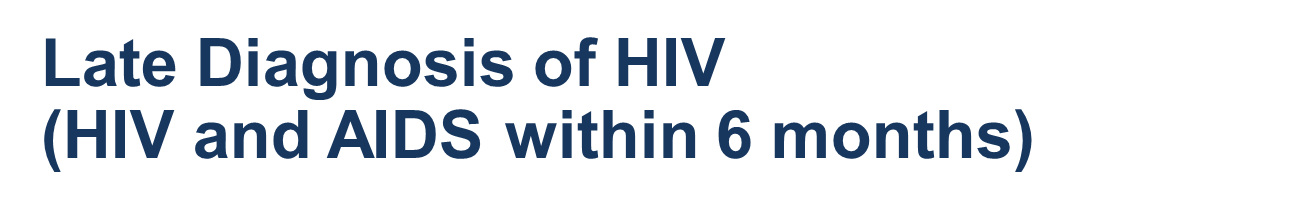 Late Diagnosis of HIV
(HIV and AIDS within 6 months)